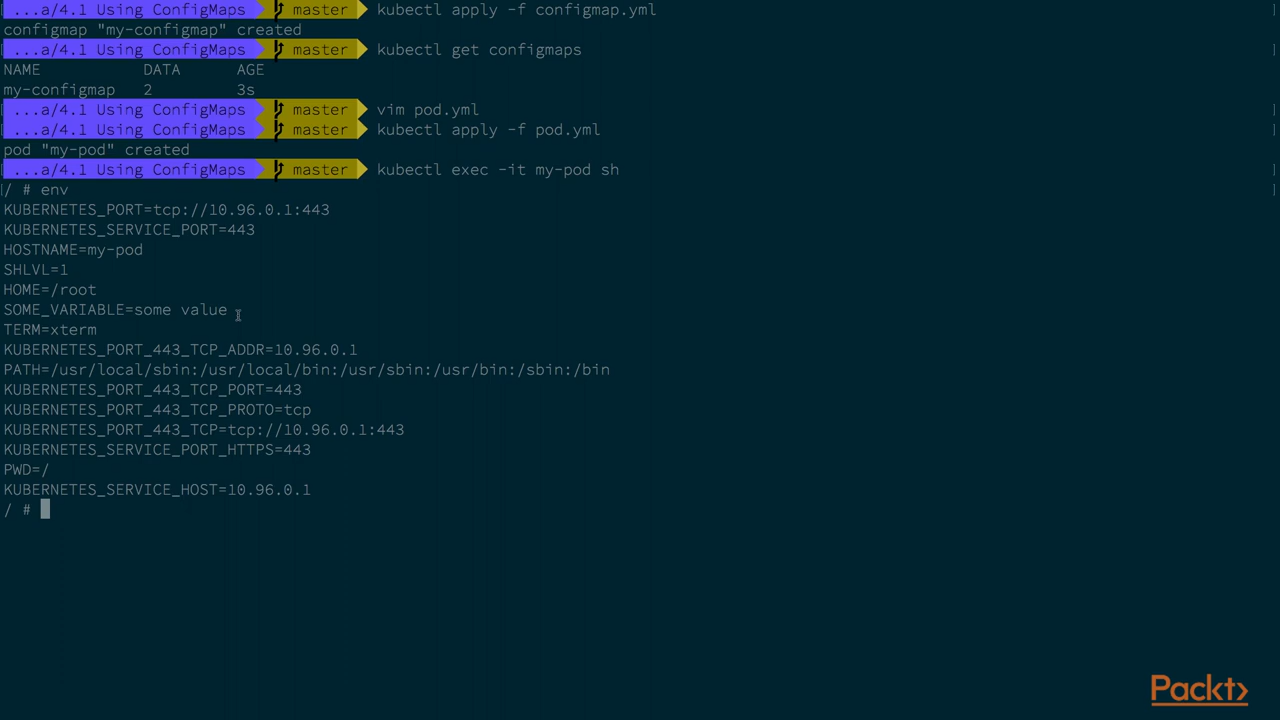 ...a/4.1 Using ConfigMaps master kubectl apply -f configmap.yml
configmap "my-configmap" created
...a/4.1 Using ConfigMaps master kubectl get configmaps
NAME DATA AGE
my-configmap 2 3s
...a/4.1 Using ConfigMaps master vim pod.yml
...a/4.1 Using ConfigMaps master kubectl apply -f pod.yml
pod "my-pod" created
...a/4.1 Using ConfigMaps master kubectl exec -it my-pod sh
/ # env
KUBERNETES_PORT=tcp://10.96.0.1:443
KUBERNETES_SERVICE_PORT=443
HOSTNAME=my-pod
SHLVL=1
HOME=/root
SOME_VARIABLE=some value
TERM=xterm
KUBERNETES_PORT_443_TCP_ADDR=10.96.0.1
PATH=/usr/local/sbin:/usr/local/bin:/usr/sbin:/usr/bin:/sbin:/bin
KUBERNETES_PORT_443_TCP_PORT=443
KUBERNETES_PORT_443_TCP_PROTO=tcp
KUBERNETES_PORT_443_TCP=tcp://10.96.0.1:443
KUBERNETES_SERVICE_PORT_HTTPS=443
PWD=/
KUBERNETES_SERVICE_HOST=10.96.0.1
/ #
Packt>